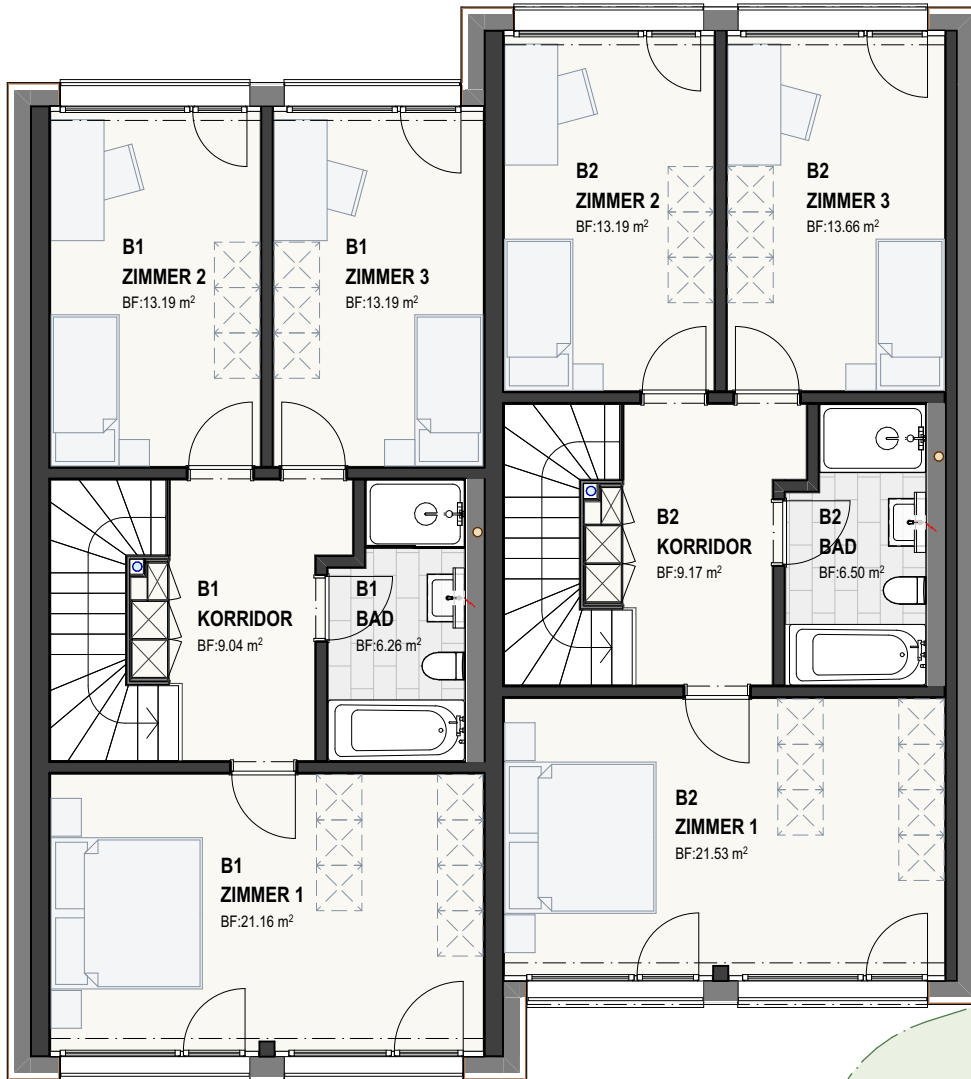 B2
ZIMMER 2
BF:13.19 m²
B2
ZIMMER 3
BF:13.66 m²
B1
ZIMMER 2
BF:13.19 m²
B1
ZIMMER 3
BF:13.19 m²
B2
KORRIDOR
BF:9.17 m²
B2
BAD
BF:6.50 m²
B1
KORRIDOR
BF:9.04 m²
B1
BAD
BF:6.26 m²
B2
ZIMMER 1
BF:21.53 m²
B1
ZIMMER 1
BF:21.16 m²